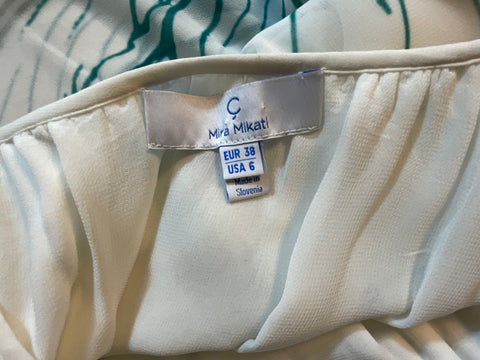 Ç
Mira Mikati
EUR 38
USA 6
Made in
Slovenia